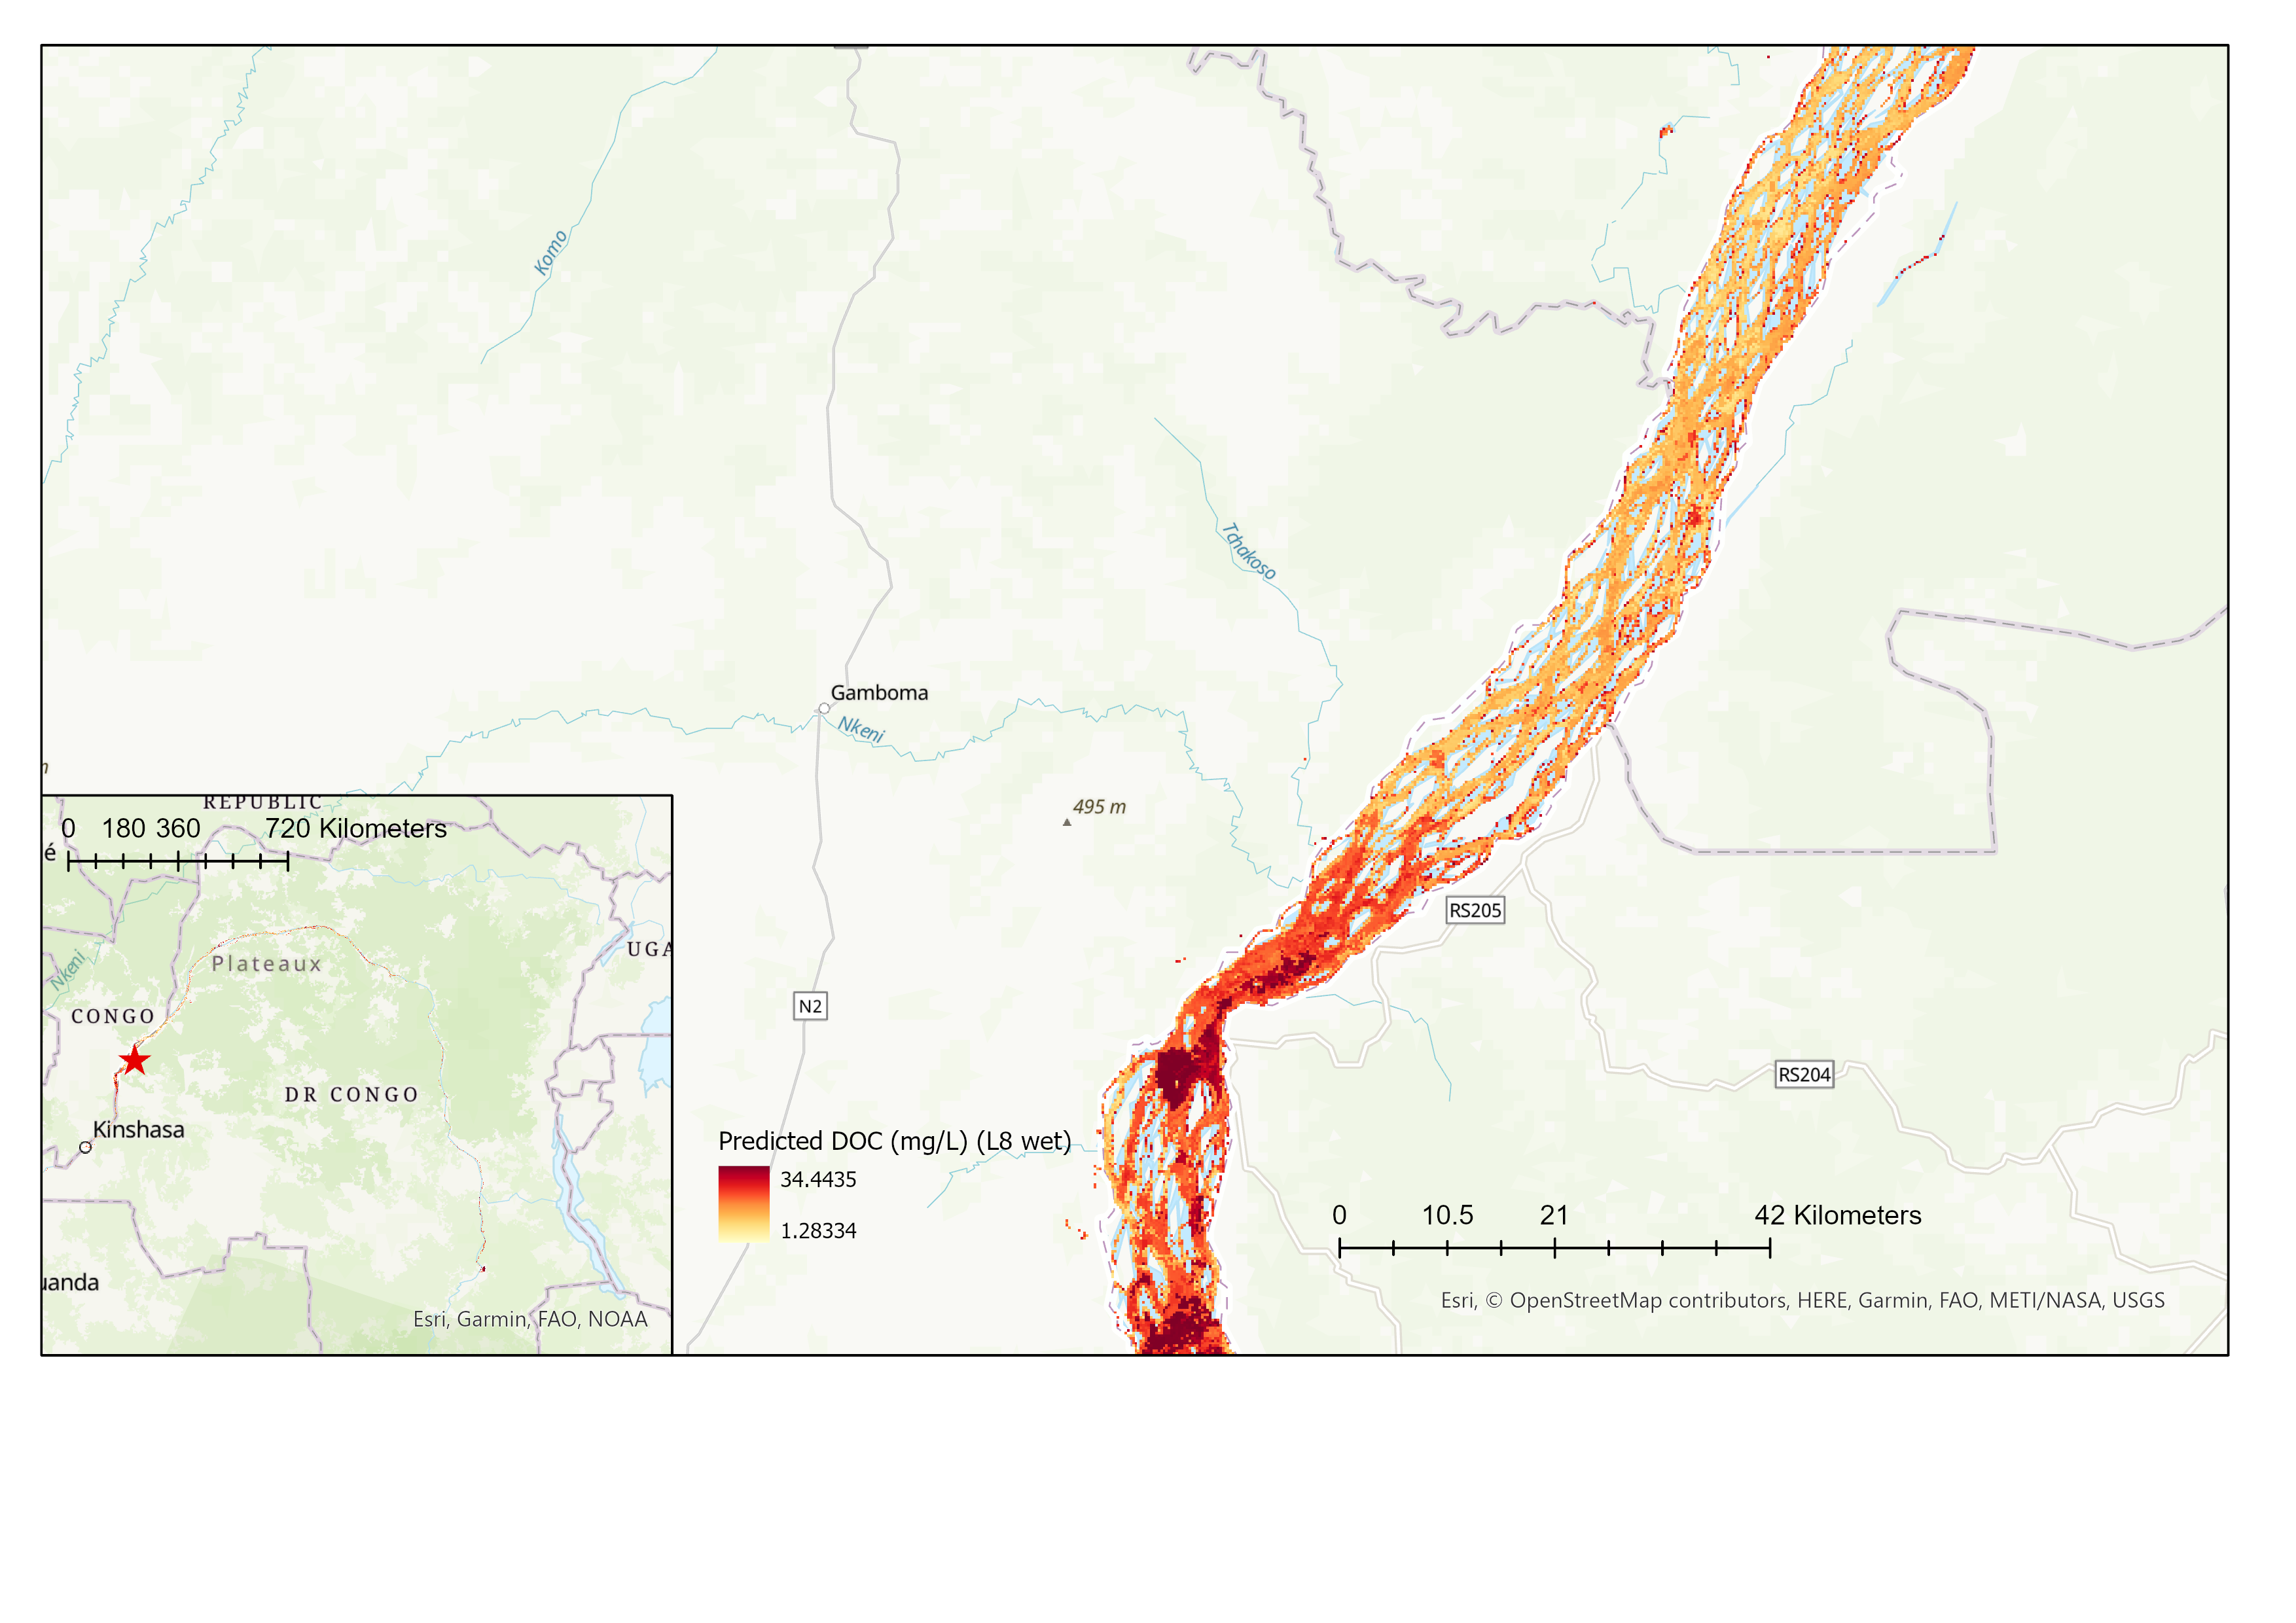 Komo
Tchakoso
Gamboma
Nkeni
495 m
RS205
N2
RS204
REPUBLIC
0 180 360 720 Kilometers
é
UGA
Plateaux
Nkeni
CONGO
DR CONGO
Kinshasa
uanda
Esri, Garmin, FAO, NOAA
Predicted DOC (mg/L) (L8 wet)
34.4435
1.28334
0 10.5 21 42 Kilometers
Esri, © OpenStreetMap contributors, HERE, Garmin, FAO, METI/NASA, USGS